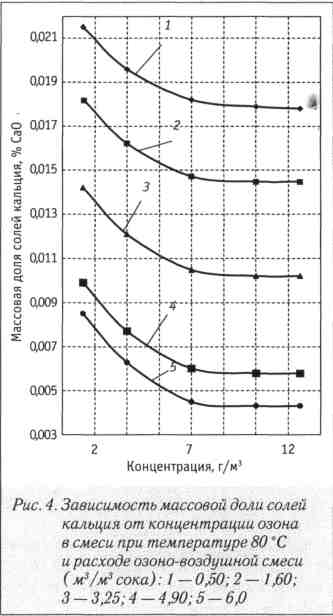 Массовая доля солей кальция, % CaO
0,021
0,019
0,017
0,015
0,013
0,011
0,009
0,007
0,005
0,003
1
2
3
4
5
2
7
12
Концентрация, г/м³
Рис. 4. Зависимость массовой доли солей
кальция от концентрации озона
в смеси при температуре 80 °С
и расходе озоно-воздушной смеси
( м³/м³ сока): 1 — 0,50; 2 — 1,60;
3 — 3,25; 4 — 4,90; 5 — 6,0